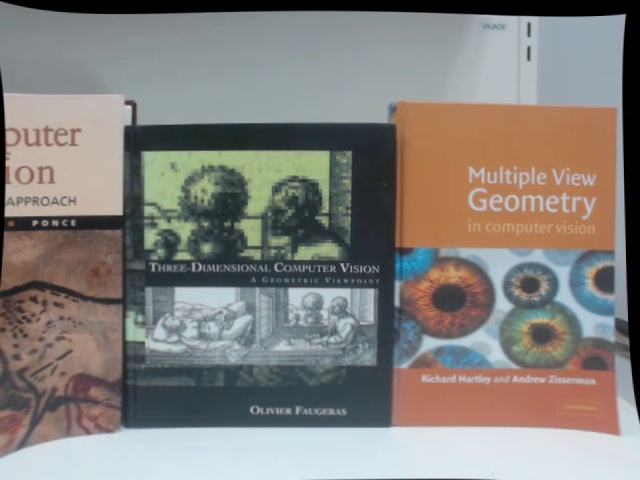 puter
ion
APPROACH
PONCE
THREE-DIMENSIONAL COMPUTER VISION
A GEOMETRIC VIEWPOINT
OLIVIER FAUGERAS
Multiple View
Geometry
in computer vision
Richard Hartley and Andrew Zisserman